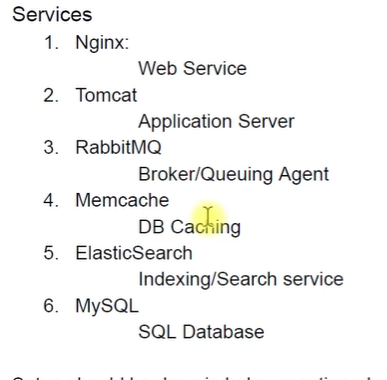 Services
1. Nginx:
Web Service
2. Tomcat
Application Server
3. RabbitMQ
Broker/Queuing Agent
4. Memcache
DB Caching
5. ElasticSearch
Indexing/Search service
6. MySQL
SQL Database